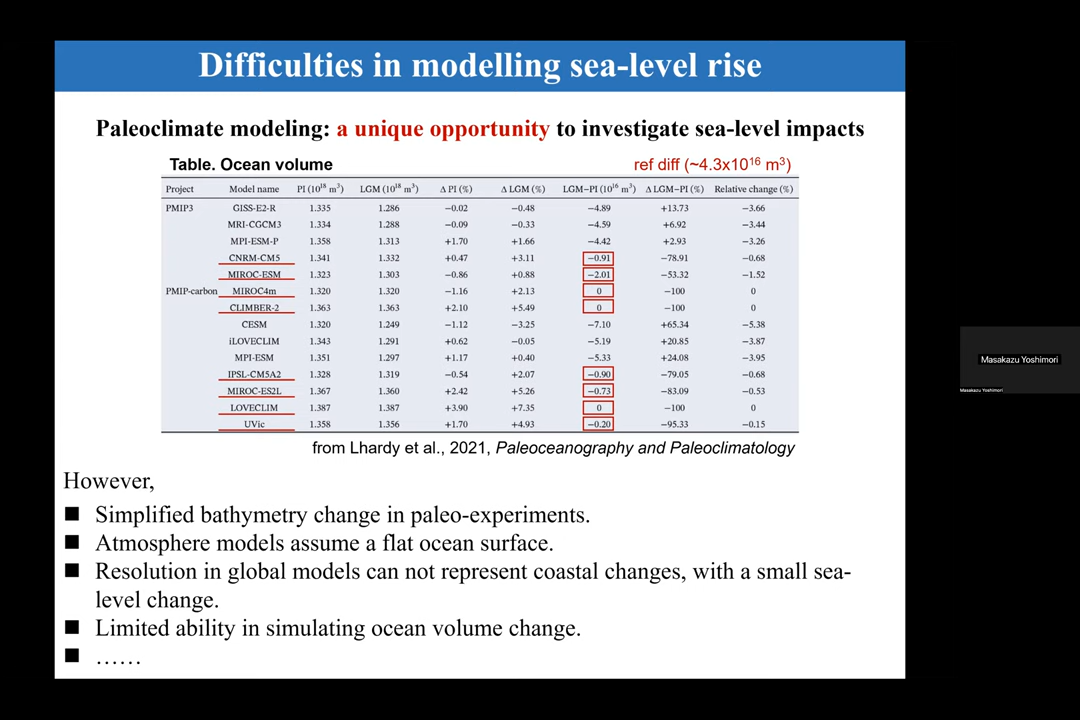 Difficulties in modelling sea-level rise
Paleoclimate modeling: a unique opportunity to investigate sea-level impacts
Table. Ocean volume ref diff (~4.3x10¹⁶ m³)
Project Model name PI (10¹⁸ m³) LGM (10¹⁸ m³) Δ PI (%) Δ LGM (%) LGM–PI (10¹⁶ m³) Δ LGM–PI (%) Relative change (%)
PMIP3 GISS-E2-R 1.335 1.286 −0.02 −0.48 −4.89 +13.73 −3.66
MRI-CGCM3 1.334 1.288 −0.09 −0.33 −4.59 +6.92 −3.44
MPI-ESM-P 1.358 1.313 +1.70 +1.66 −4.42 +2.93 −3.26
CNRM-CM5 1.341 1.332 +0.47 +3.11 −0.91 −78.91 −0.68
MIROC-ESM 1.323 1.303 −0.86 +0.88 −2.01 −53.32 −1.52
PMIP-carbon MIROC4m 1.320 1.320 −1.16 +2.13 0 −100 0
CLIMBER-2 1.363 1.363 +2.10 +5.49 0 −100 0
CESM 1.320 1.249 −1.12 −3.25 −7.10 +65.34 −5.38
iLOVECLIM 1.343 1.291 +0.62 −0.05 −5.19 +20.85 −3.87
MPI-ESM 1.351 1.297 +1.17 +0.40 −5.33 +24.08 −3.95
IPSL-CM5A2 1.328 1.319 −0.54 +2.07 −0.90 −79.05 −0.68
MIROC-ES2L 1.367 1.360 +2.42 +5.26 −0.73 −83.09 −0.53
LOVECLIM 1.387 1.387 +3.90 +7.35 0 −100 0
UVic 1.358 1.356 +1.70 +4.93 −0.20 −95.33 −0.15
from Lhardy et al., 2021, Paleoceanography and Paleoclimatology
However,
■ Simplified bathymetry change in paleo-experiments.
■ Atmosphere models assume a flat ocean surface.
■ Resolution in global models can not represent coastal changes, with a small sea-
level change.
■ Limited ability in simulating ocean volume change.
■ ……
Masakazu Yoshimori
Masakazu Yoshimori